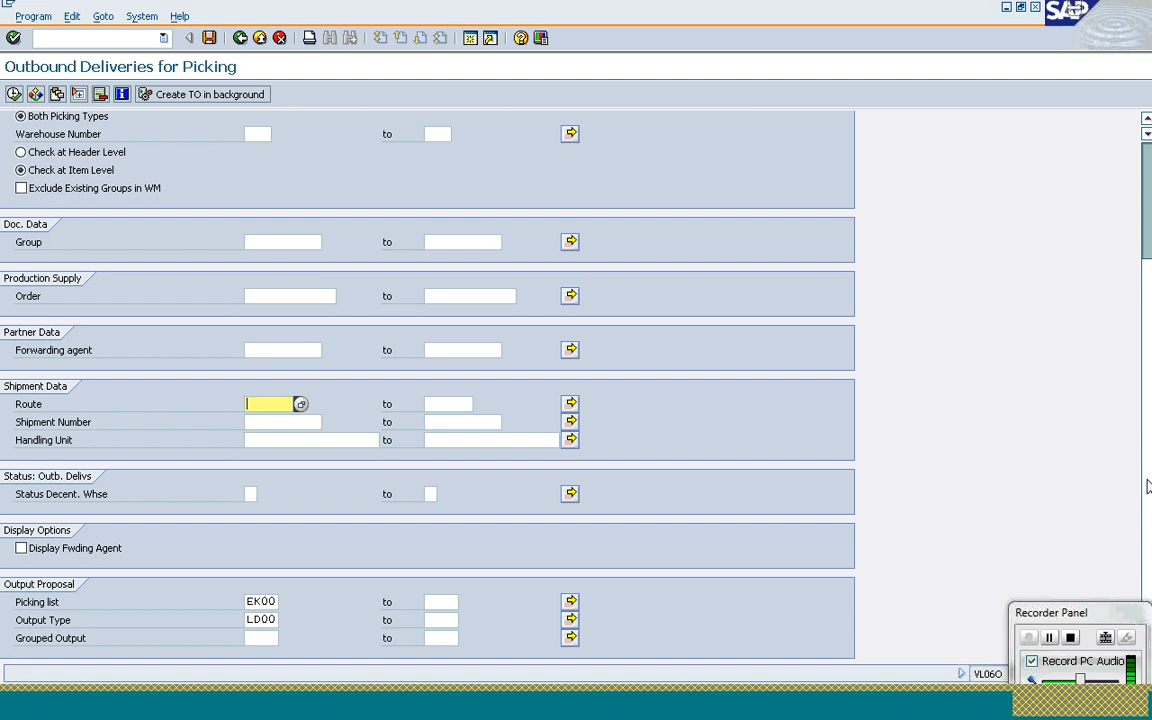 Program Edit Goto System Help
SAP
Outbound Deliveries for Picking
Create TO in background
Both Picking Types
Warehouse Number to
Check at Header Level
Check at Item Level
Exclude Existing Groups in WM
Doc. Data
Group to
Production Supply
Order to
Partner Data
Forwarding agent to
Shipment Data
Route to
Shipment Number to
Handling Unit to
Status: Outb. Delivs
Status Decent. Whse to
Display Options
Display Fwding Agent
Output Proposal
Picking list EK00 to
Output Type LD00 to
Grouped Output to
Recorder Panel
Record PC Audio
VL06O